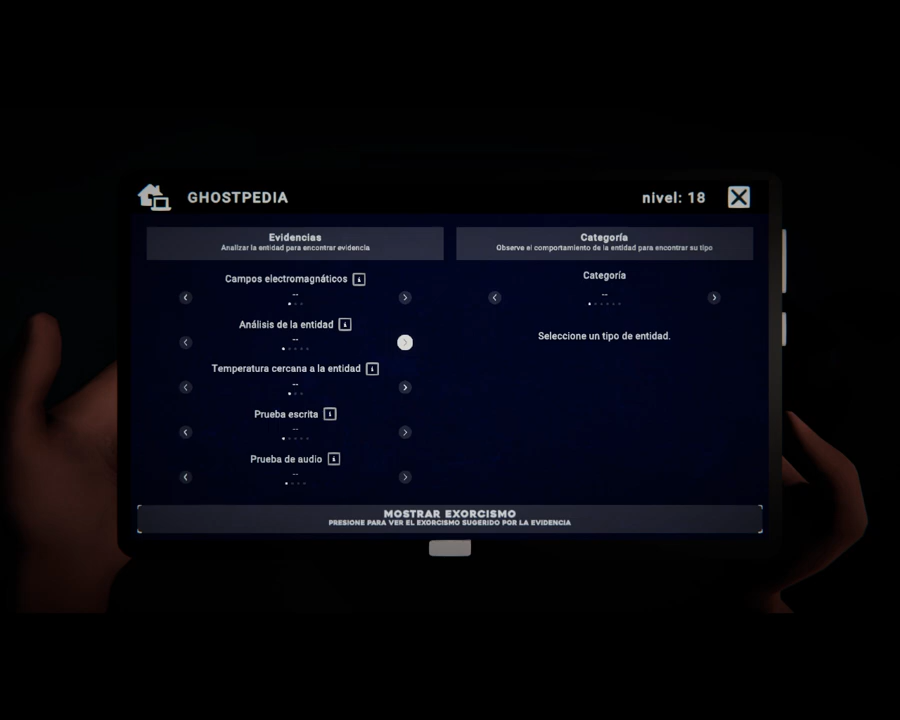 GHOSTPEDIA
nivel: 18
Evidencias
Analizar la entidad para encontrar evidencia
Campos electromagnéticos
--
Análisis de la entidad
--
Temperatura cercana a la entidad
--
Prueba escrita
--
Prueba de audio
--
Categoría
Observe el comportamiento de la entidad para encontrar su tipo
Categoría
--
Seleccione un tipo de entidad.
MOSTRAR EXORCISMO
PRESIONE PARA VER EL EXORCISMO SUGERIDO POR LA EVIDENCIA